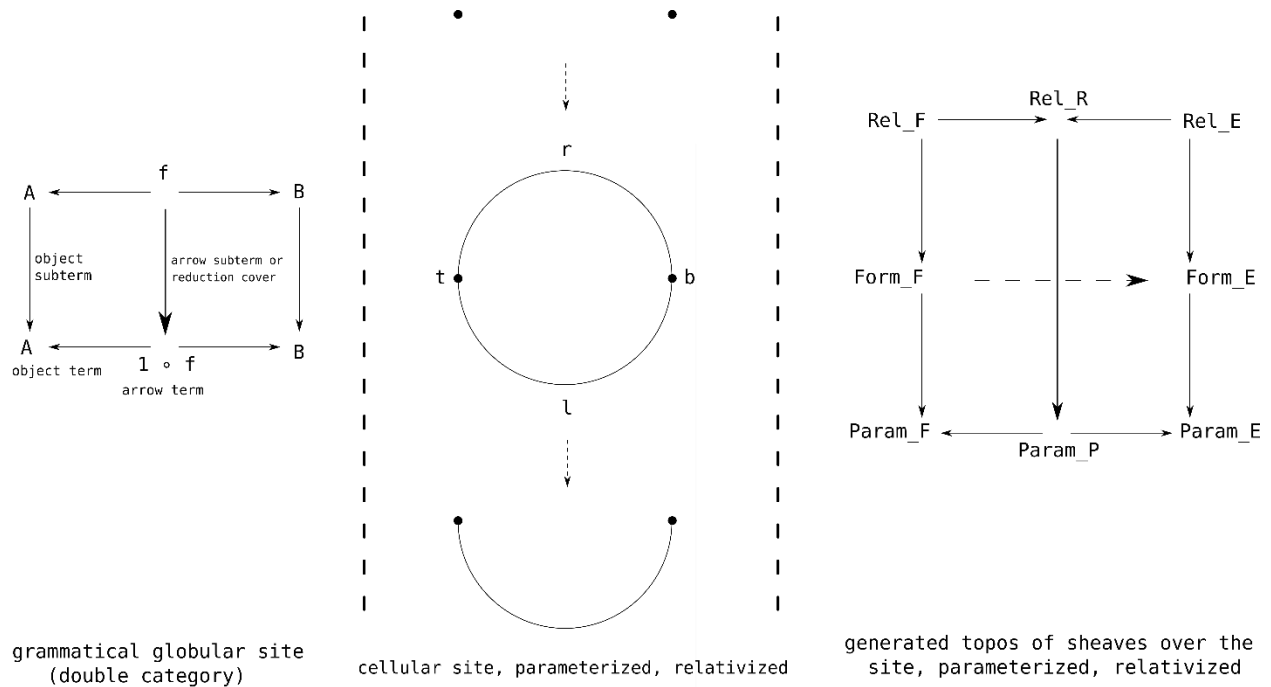 f
A
B
object
subterm
arrow subterm or
reduction cover
A
B
1 ∘ f
object term
arrow term
grammatical globular site
(double category)
r
t
b
l
cellular site, parameterized, relativized
Rel_R
Rel_F
Rel_E
Form_F
Form_E
Param_F
Param_E
Param_P
generated topos of sheaves over the
site, parameterized, relativized